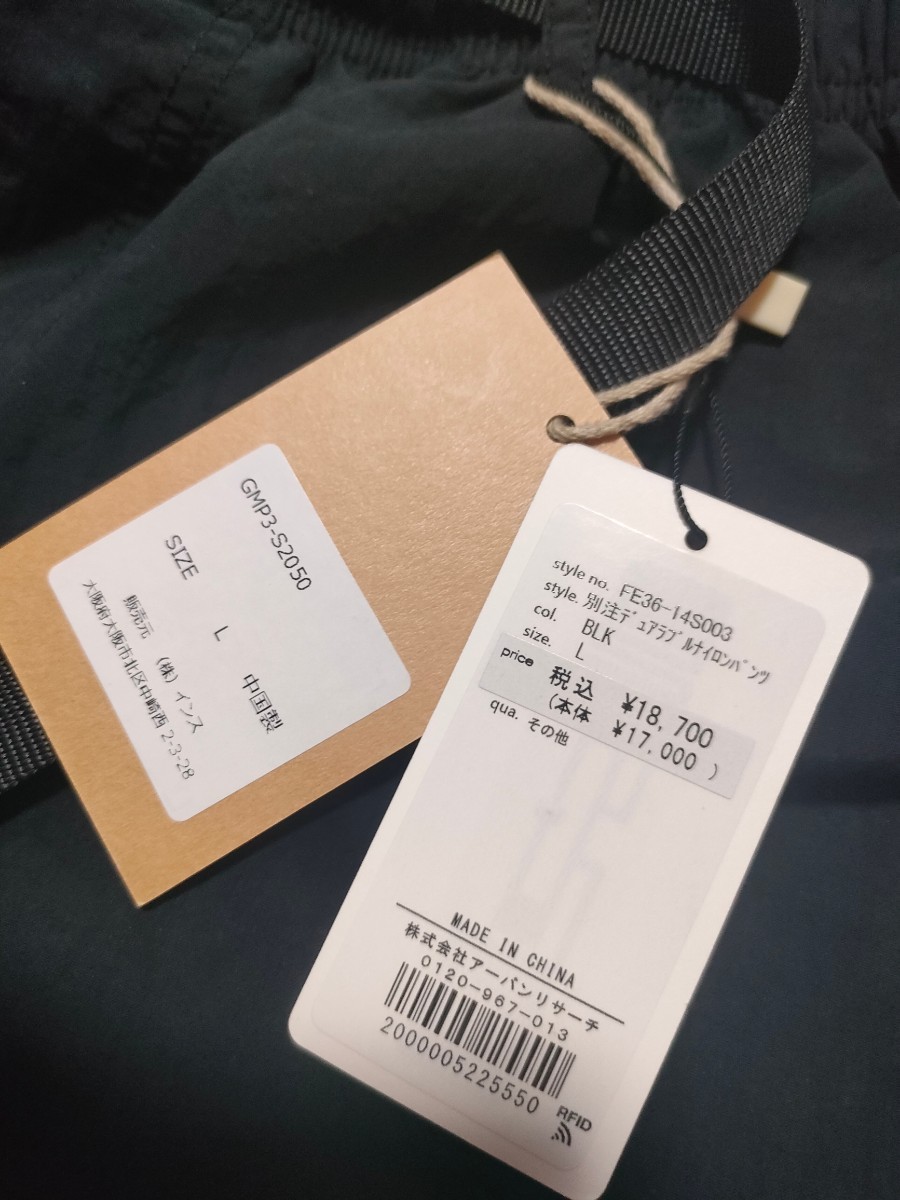 GMP3-S2050
SIZE L 中国製
販売元 (株)インス
大阪府大阪市北区中崎西 2-3-28
style no. FE36-14S003
style. 別注ﾃﾞｭｱﾗﾌﾞﾙﾅｲﾛﾝﾊﾟﾝﾂ
col. BLK
size. L
price 税込 ¥18,700
(本体 ¥17,000 )
qua. その他
MADE IN CHINA
株式会社アーバンリサーチ
0120-967-013
2000005225550
RFID